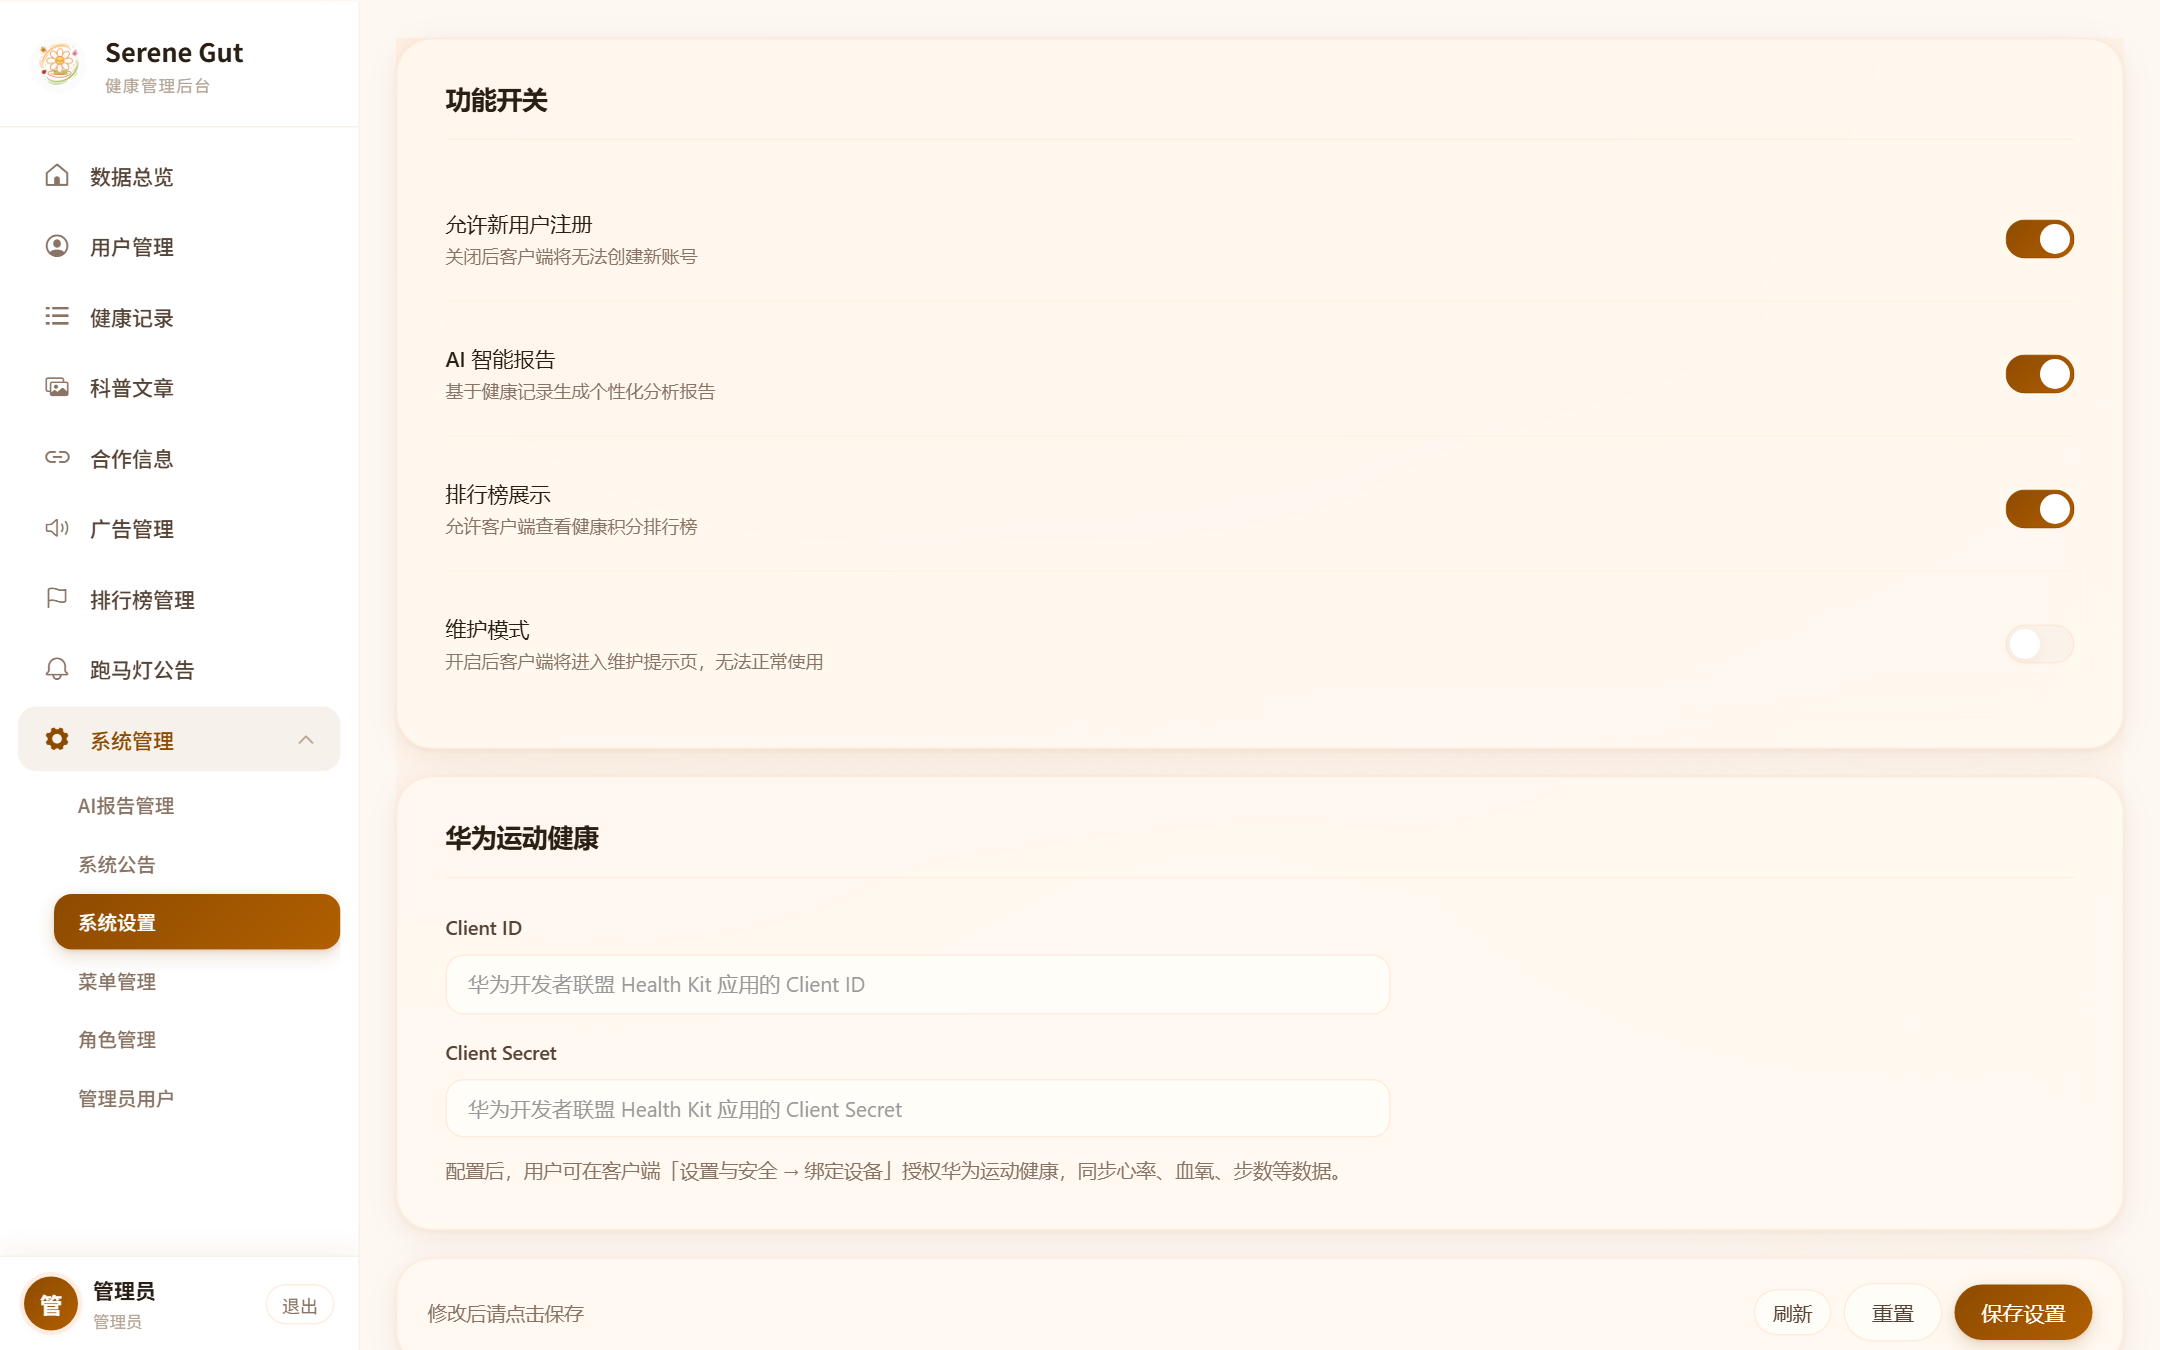 Serene Gut
健康管理后台
数据总览
用户管理
健康记录
科普文章
合作信息
广告管理
排行榜管理
跑马灯公告
系统管理
AI报告管理
系统公告
系统设置
菜单管理
角色管理
管理员用户
管
管理员
管理员
退出
功能开关
允许新用户注册
关闭后客户端将无法创建新账号
AI 智能报告
基于健康记录生成个性化分析报告
排行榜展示
允许客户端查看健康积分排行榜
维护模式
开启后客户端将进入维护提示页，无法正常使用
华为运动健康
Client ID
华为开发者联盟 Health Kit 应用的 Client ID
Client Secret
华为开发者联盟 Health Kit 应用的 Client Secret
配置后，用户可在客户端「设置与安全 → 绑定设备」授权华为运动健康，同步心率、血氧、步数等数据。
修改后请点击保存
刷新
重置
保存设置